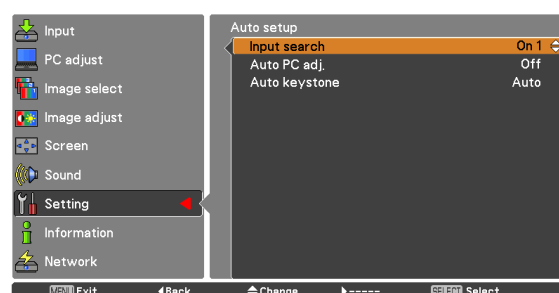 Input
PC adjust
Image select
Image adjust
Screen
Sound
Setting
Information
Network
Auto setup
Input search On 1
Auto PC adj. Off
Auto keystone Auto
MENU Exit Back Change ----- SELECT Select